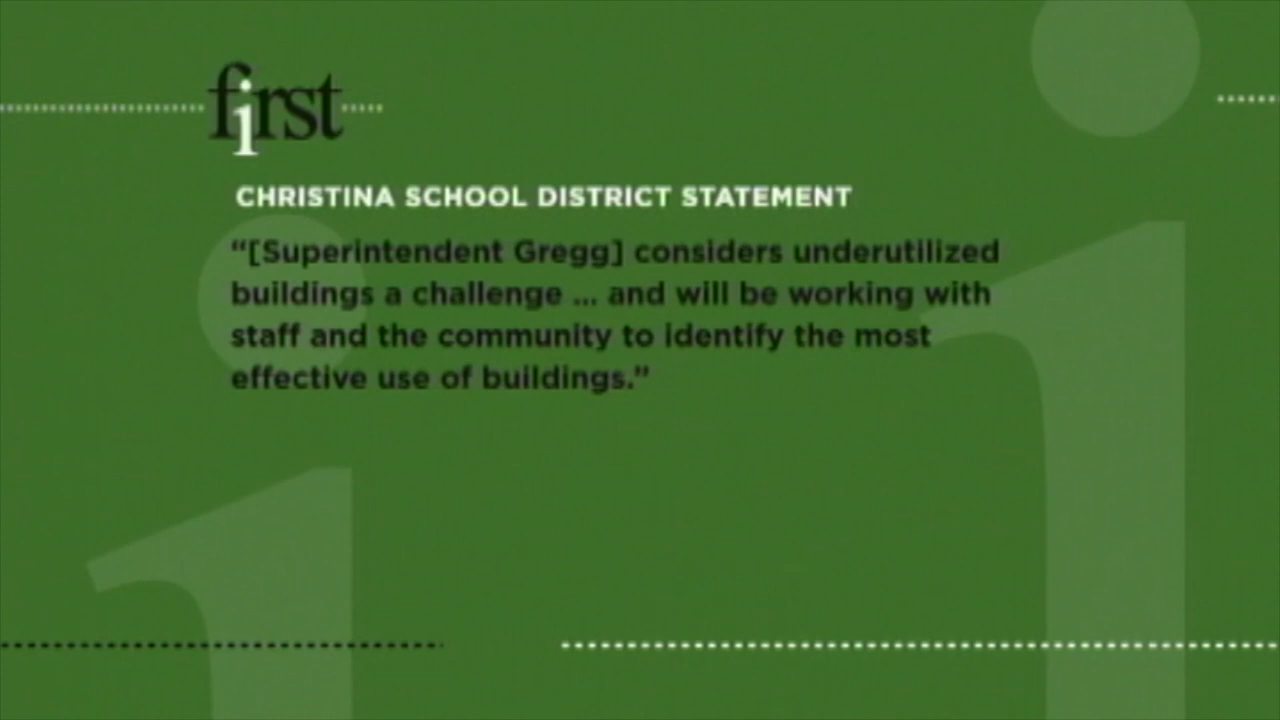 first
CHRISTINA SCHOOL DISTRICT STATEMENT
“[Superintendent Gregg] considers underutilized
buildings a challenge ... and will be working with
staff and the community to identify the most
effective use of buildings.”